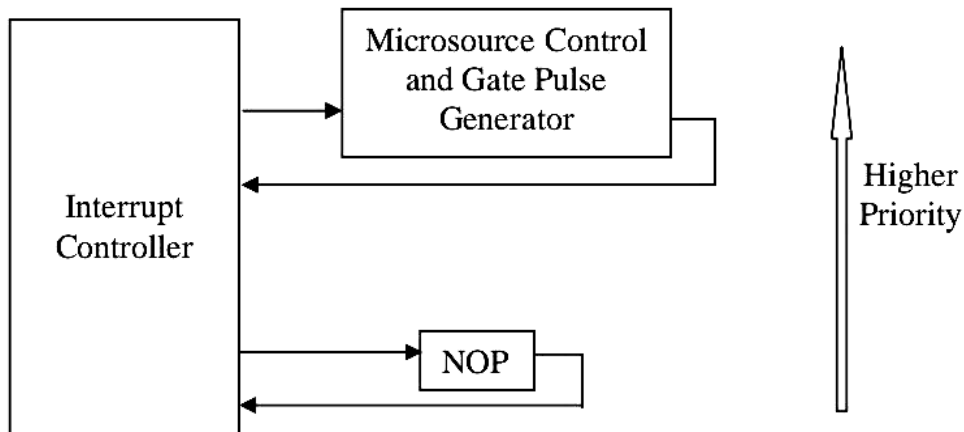 Microsource Control
and Gate Pulse
Generator
Interrupt
Controller
Higher
Priority
NOP